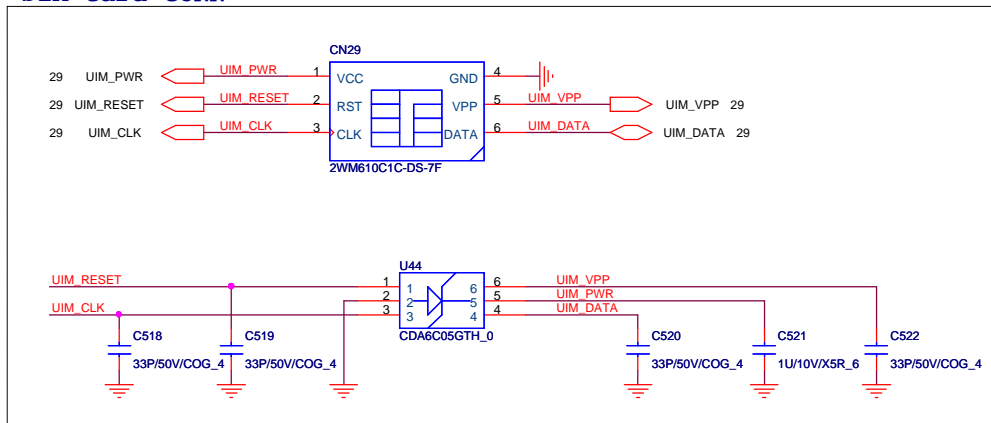 CN29
29 UIM_PWR UIM_PWR 1 VCC GND 4
29 UIM_RESET UIM_RESET 2 RST VPP 5 UIM_VPP UIM_VPP 29
29 UIM_CLK UIM_CLK 3 CLK DATA 6 UIM_DATA UIM_DATA 29
2WM610C1C-DS-7F
U44
UIM_RESET 1 1 6 6 UIM_VPP
2 2 5 5 UIM_PWR
UIM_CLK 3 3 4 4 UIM_DATA
CDA6C05GTH_0
C518 C519 C520 C521 C522
33P/50V/COG_4 33P/50V/COG_4 33P/50V/COG_4 1U/10V/X5R_6 33P/50V/COG_4